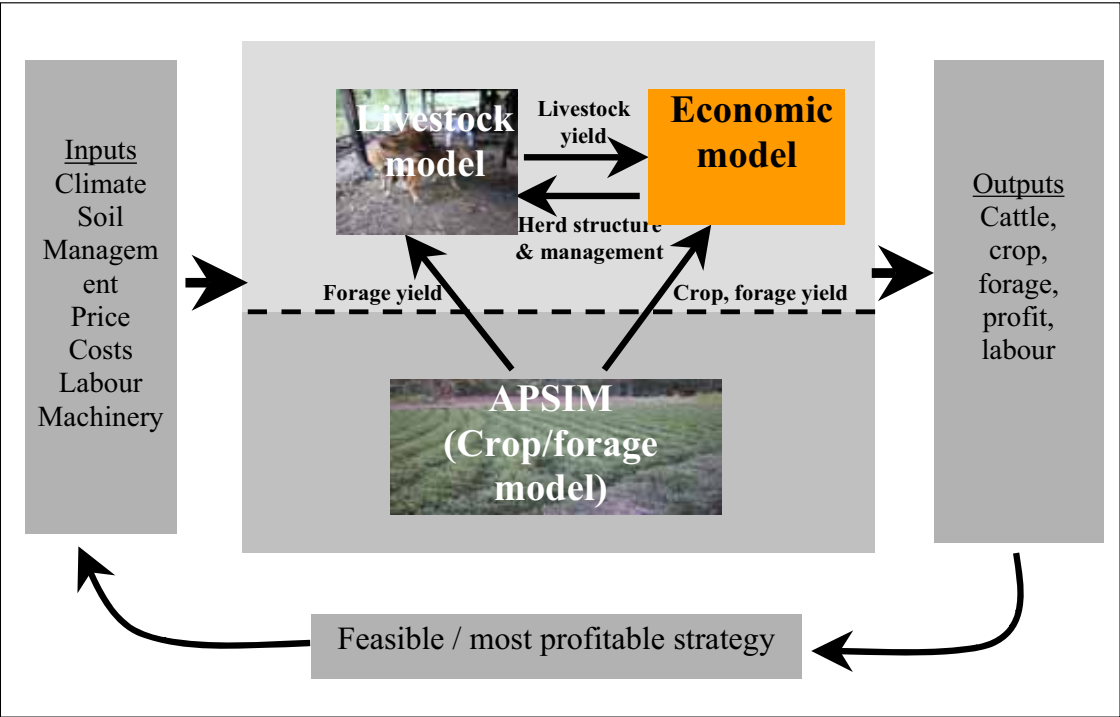 Inputs
Climate
Soil
Managem
ent
Price
Costs
Labour
Machinery
Livestock
model
Livestock
yield
Economic
model
Herd structure
& management
Forage yield
Crop, forage yield
APSIM
(Crop/forage
model)
Outputs
Cattle,
crop,
forage,
profit,
labour
Feasible / most profitable strategy